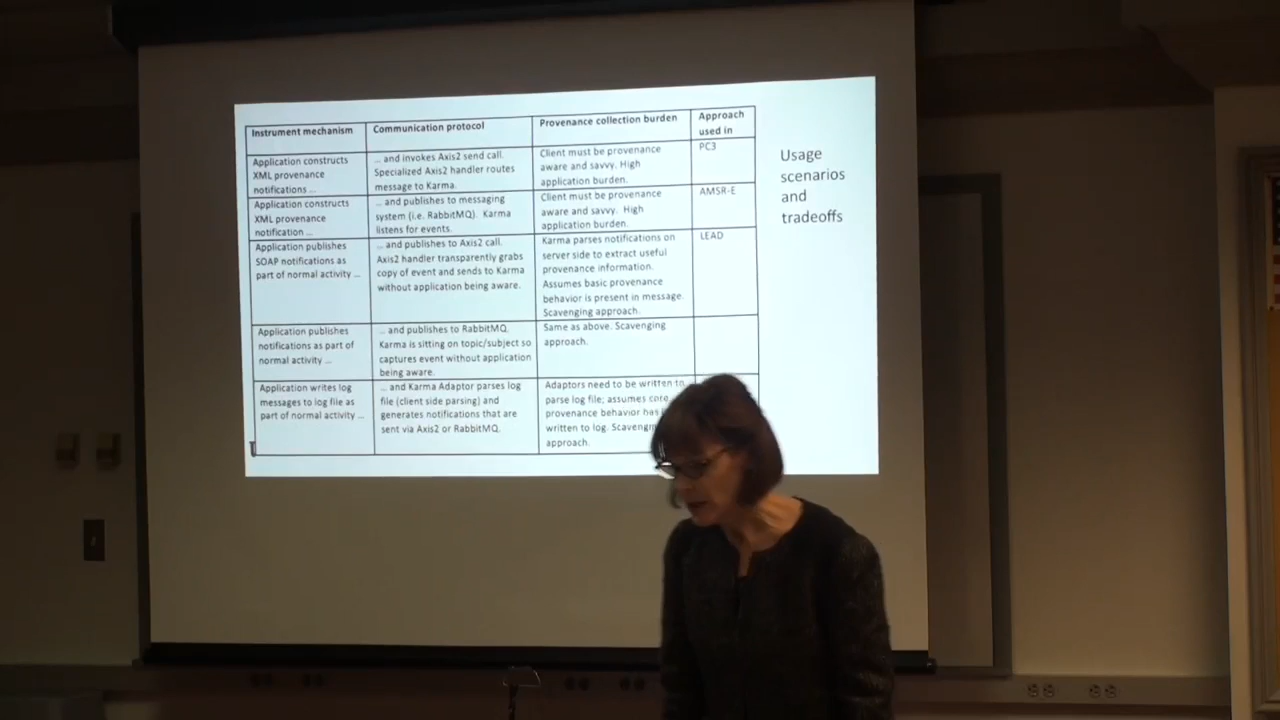 Instrument mechanism
Communication protocol
Provenance collection burden
Approach
used in
Application constructs
XML provenance
notifications ...
... and invokes Axis2 send call.
Specialized Axis2 handler routes
message to Karma.
Client must be provenance
aware and savvy. High
application burden.
PC3
Application constructs
XML provenance
notification ...
... and publishes to messaging
system (i.e. RabbitMQ). Karma
listens for events.
Client must be provenance
aware and savvy. High
application burden.
AMSR-E
Application publishes
SOAP notifications as
part of normal activity ...
... and publishes to Axis2 call.
Axis2 handler transparently grabs
copy of event and sends to Karma
without application being aware.
Karma parses notifications on
server side to extract useful
provenance information.
Assumes basic provenance
behavior is present in message.
Scavenging approach.
LEAD
Application publishes
notifications as part of
normal activity ...
... and publishes to RabbitMQ.
Karma is sitting on topic/subject so
captures event without application
being aware.
Same as above. Scavenging
approach.
Application writes log
messages to log file as
part of normal activity ...
... and Karma Adaptor parses log
file (client side parsing) and
generates notifications that are
sent via Axis2 or RabbitMQ.
Adaptors need to be written to
parse log file; assumes core
provenance behavior has
written to log.
approach.
Usage
scenarios
and
tradeoffs